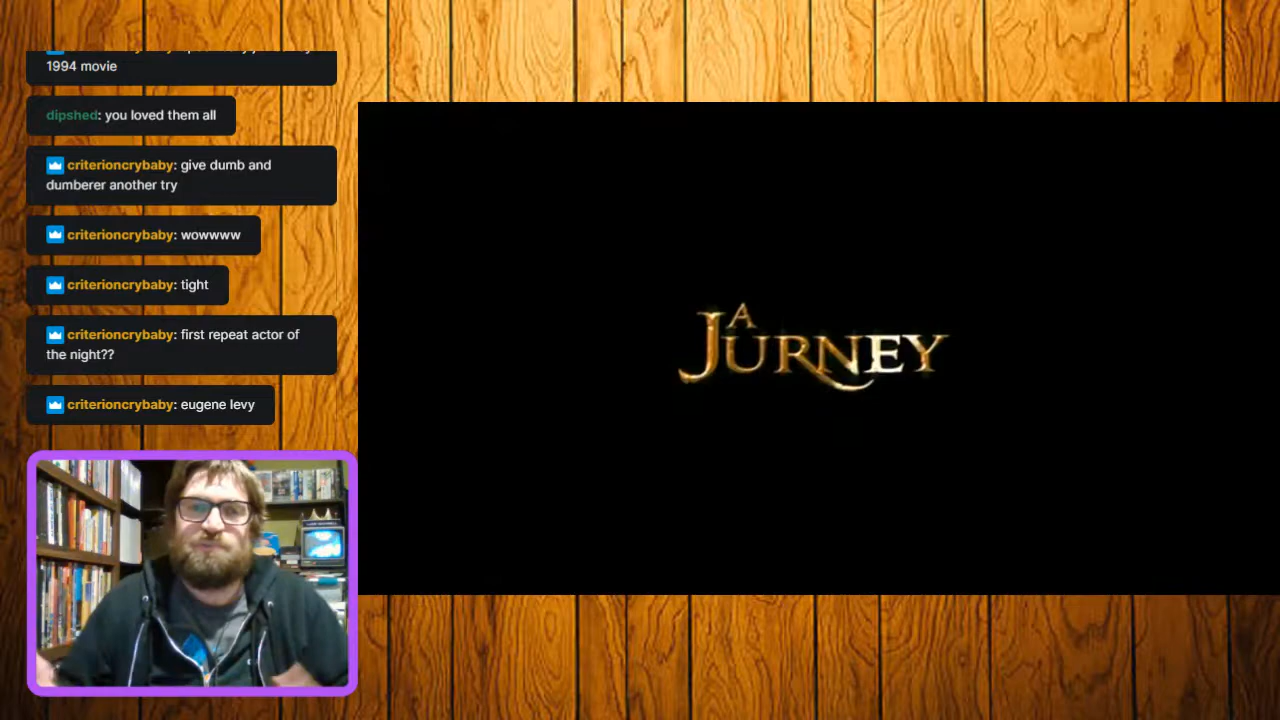 1994 movie
dipshed: you loved them all
criterioncrybaby: give dumb and
dumberer another try
criterioncrybaby: wowwww
criterioncrybaby: tight
criterioncrybaby: first repeat actor of
the night??
criterioncrybaby: eugene levy
A
JURNEY